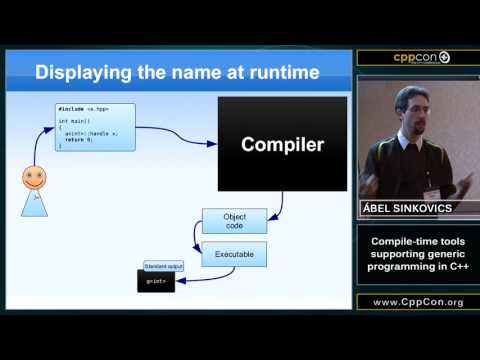 Displaying the name at runtime
#include <a.hpp>
int main()
{
a<int>::handle x;
return 0;
}
Compiler
Object
code
Executable
Standard output
g<int>
cppcon
ÁBEL SINKOVICS
Compile-time tools
supporting generic
programming in C++
www.CppCon.org